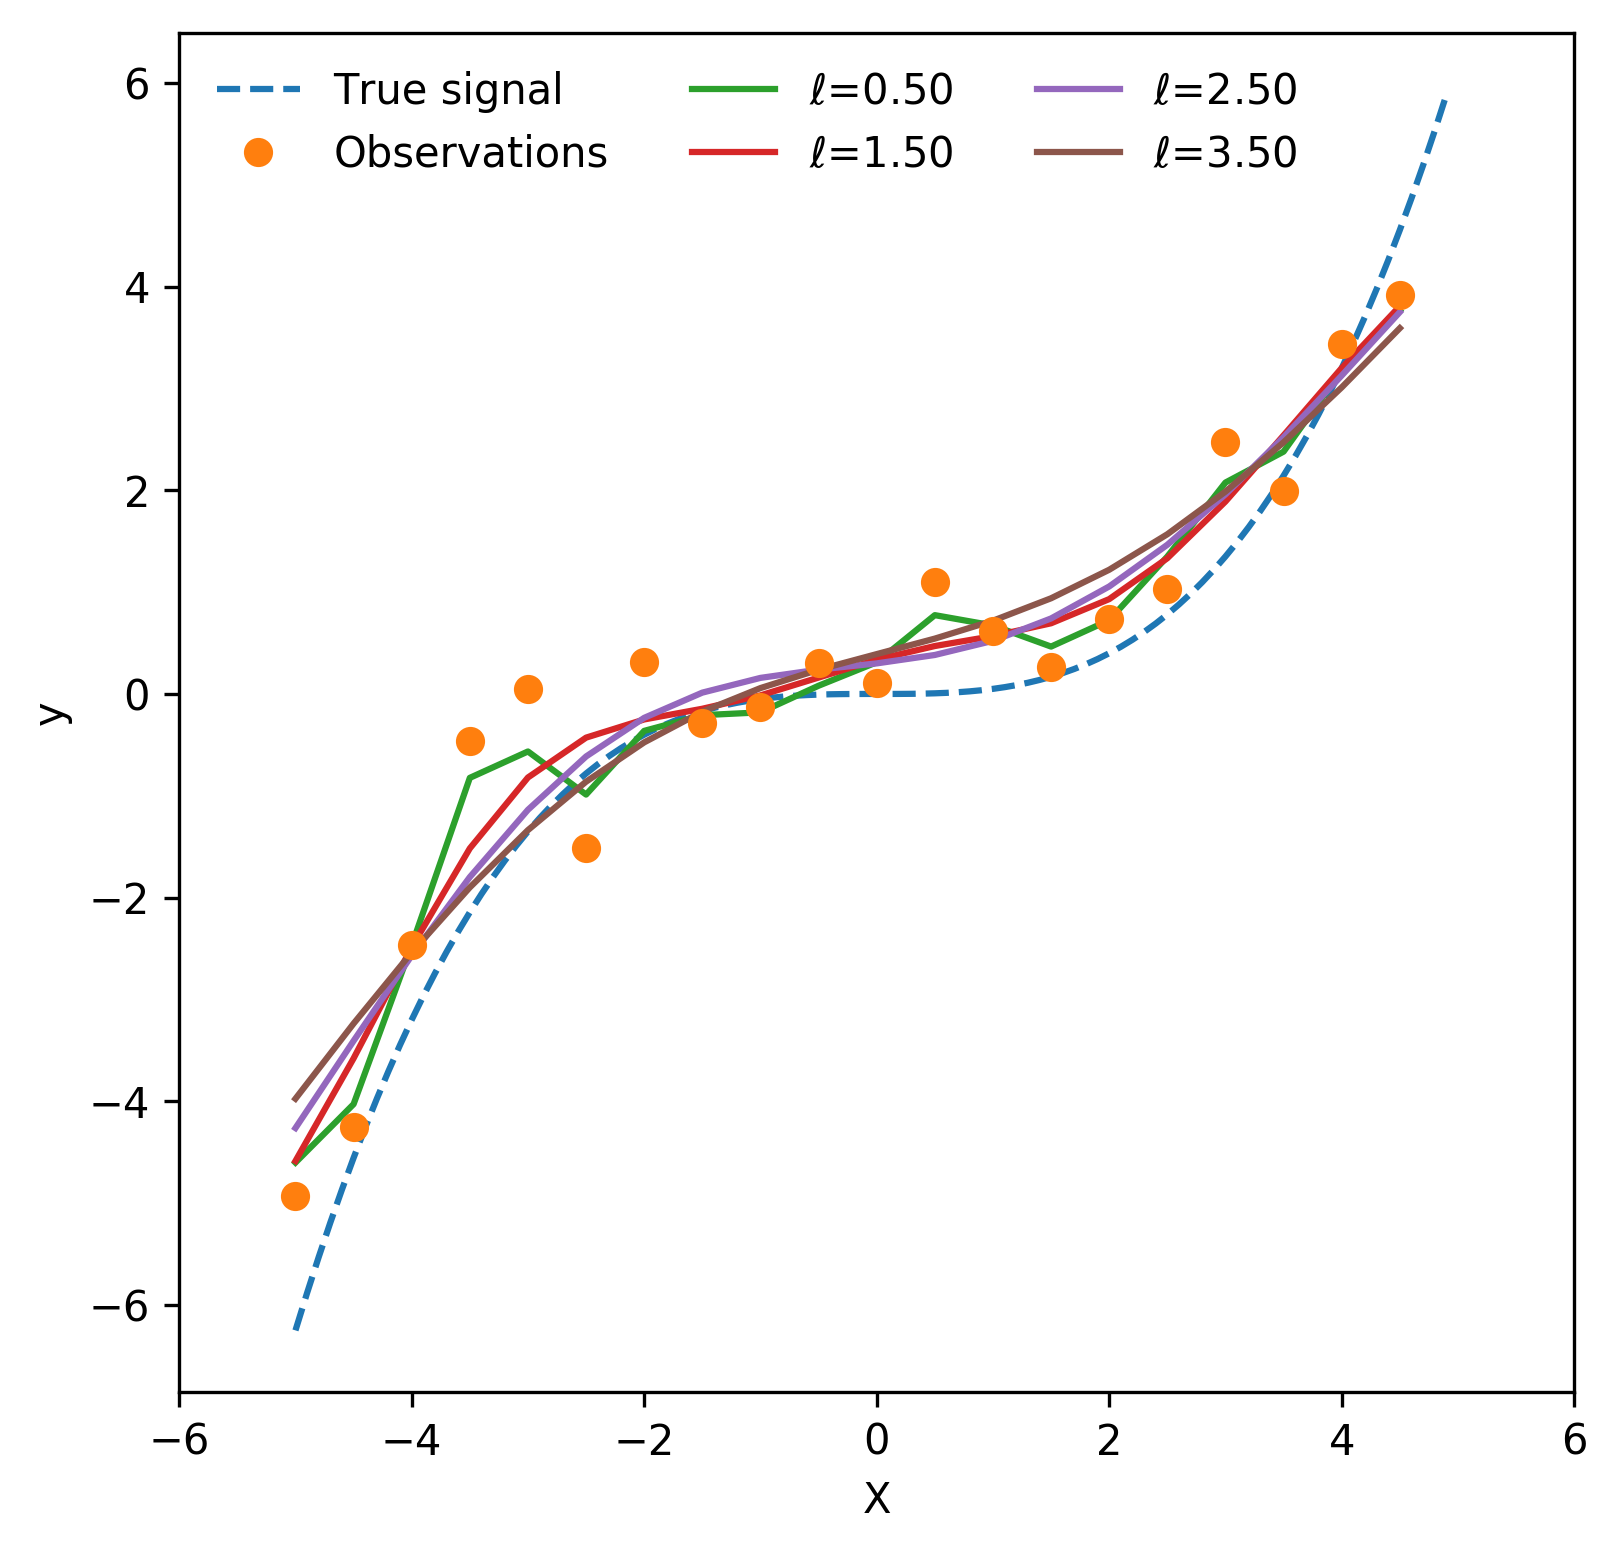 True signal
Observations
ℓ=0.50
ℓ=1.50
ℓ=2.50
ℓ=3.50
6
4
2
0
−2
−4
−6
y
−6 −4 −2 0 2 4 6
X